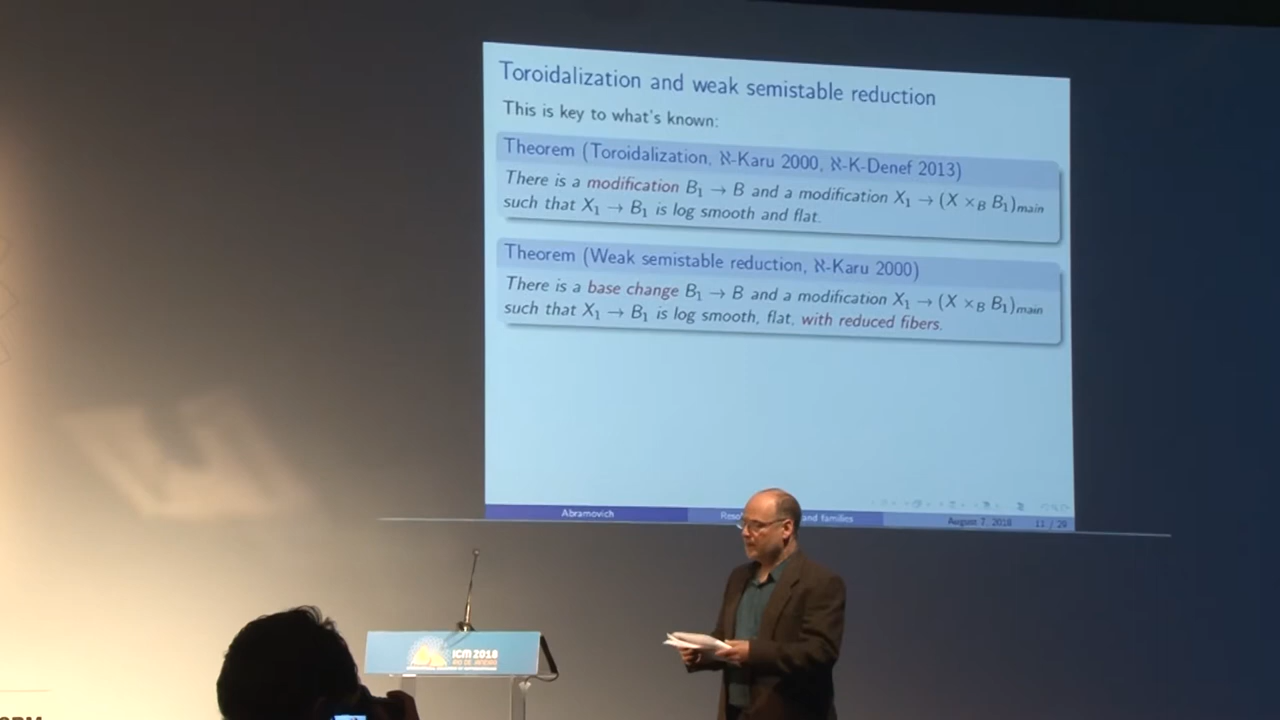 Toroidalization and weak semistable reduction
This is key to what's known:
Theorem (Toroidalization, ℵ-Karu 2000, ℵ-K-Denef 2013)
There is a modification B₁ → B and a modification X₁ → (X ×_B B₁)_main
such that X₁ → B₁ is log smooth and flat.
Theorem (Weak semistable reduction, ℵ-Karu 2000)
There is a base change B₁ → B and a modification X₁ → (X ×_B B₁)_main
such that X₁ → B₁ is log smooth, flat, with reduced fibers.
Abramovich
and families
August 7, 2018
11 / 29
ICM 2018
RIO DE JANEIRO